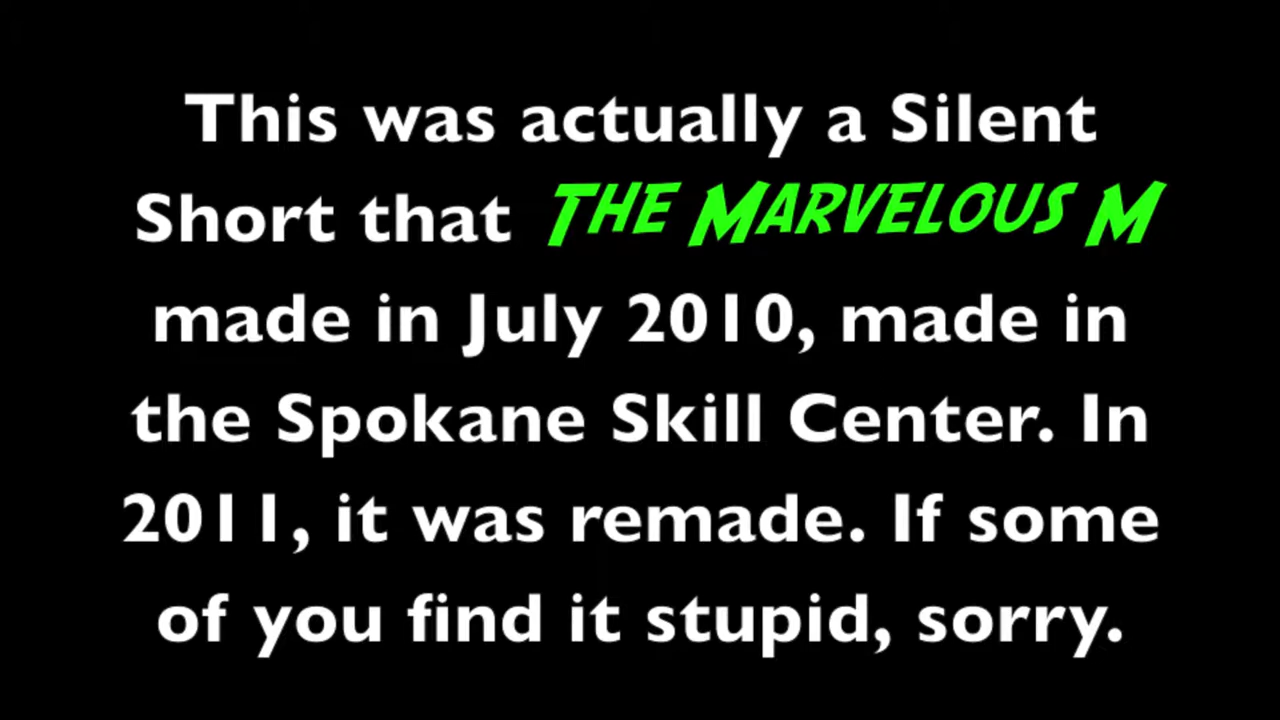 This was actually a Silent
Short that THE MARVELOUS M
made in July 2010, made in
the Spokane Skill Center. In
2011, it was remade. If some
of you find it stupid, sorry.